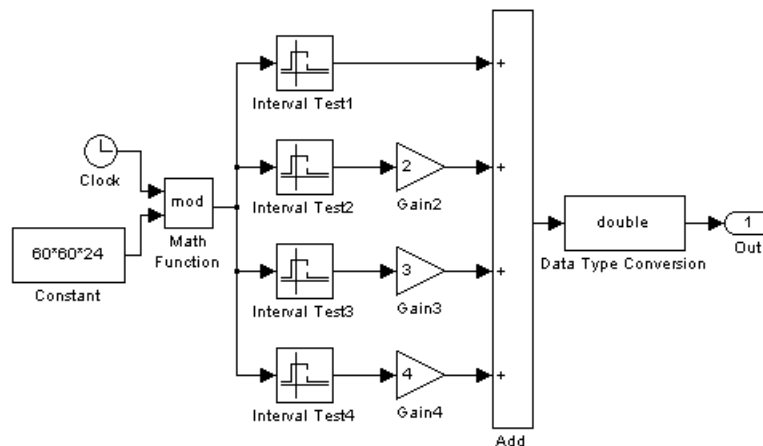 Interval Test1
+
Clock
mod
Math
Function
60*60*24
Constant
Interval Test2
2
Gain2
+
Interval Test3
3
Gain3
+
Interval Test4
4
Gain4
+
Add
double
Data Type Conversion
1
Out